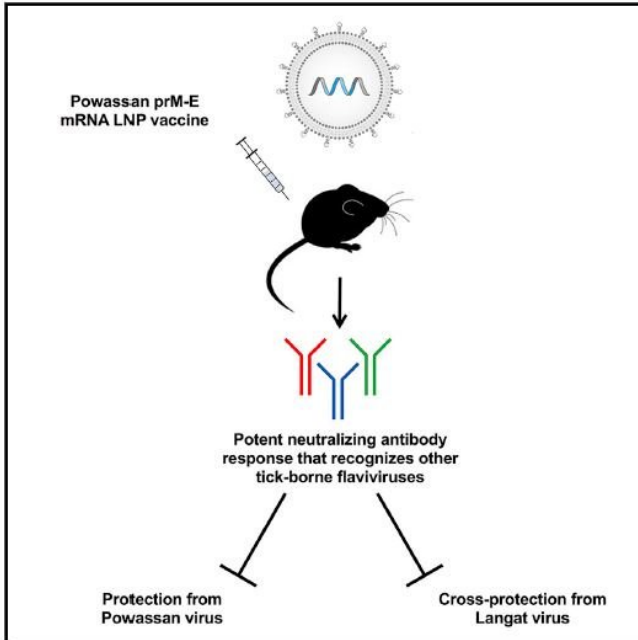 Powassan prM-E
mRNA LNP vaccine
Potent neutralizing antibody
response that recognizes other
tick-borne flaviviruses
Protection from
Powassan virus
Cross-protection from
Langat virus